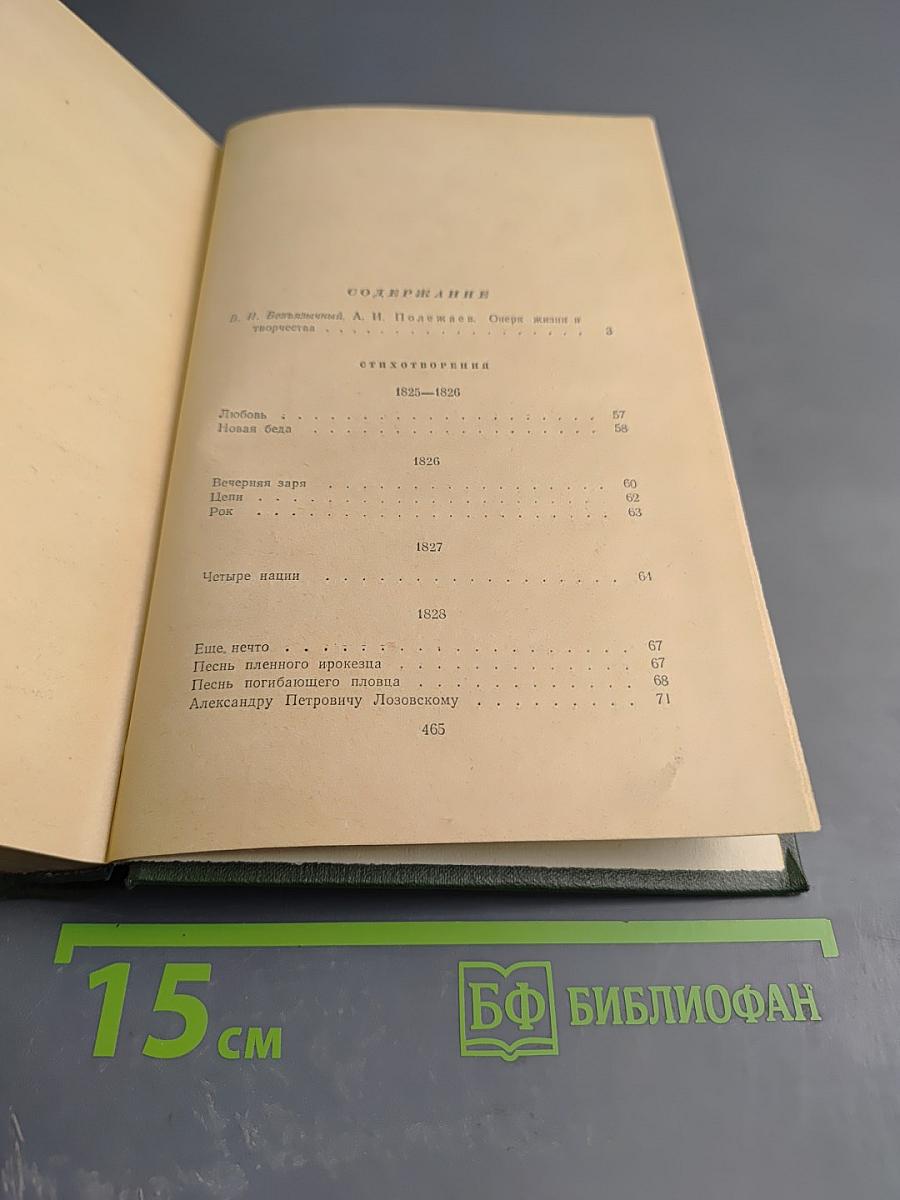 СОДЕРЖАНИЕ
В. И. Безъязычный. А. И. Полежаев. Очерк жизни и
творчества . . . . . . . . . . . . . . . . . 3
СТИХОТВОРЕНИЯ
1825—1826
Любовь . . . . . . . . . . . . . . . . . . 57
Новая беда . . . . . . . . . . . . . . . . . 58
1826
Вечерняя заря . . . . . . . . . . . . . . . . 60
Цепи . . . . . . . . . . . . . . . . . . . . 62
Рок . . . . . . . . . . . . . . . . . . . . 63
1827
Четыре нации . . . . . . . . . . . . . . . . 64
1828
Еще нечто . . . . . . . . . . . . . . . . . 67
Песнь пленного ирокезца . . . . . . . . . . . . 67
Песнь погибающего пловца . . . . . . . . . . . 68
Александру Петровичу Лозовскому . . . . . . . . 71
465
15 см
БФ БИБЛИОФАН